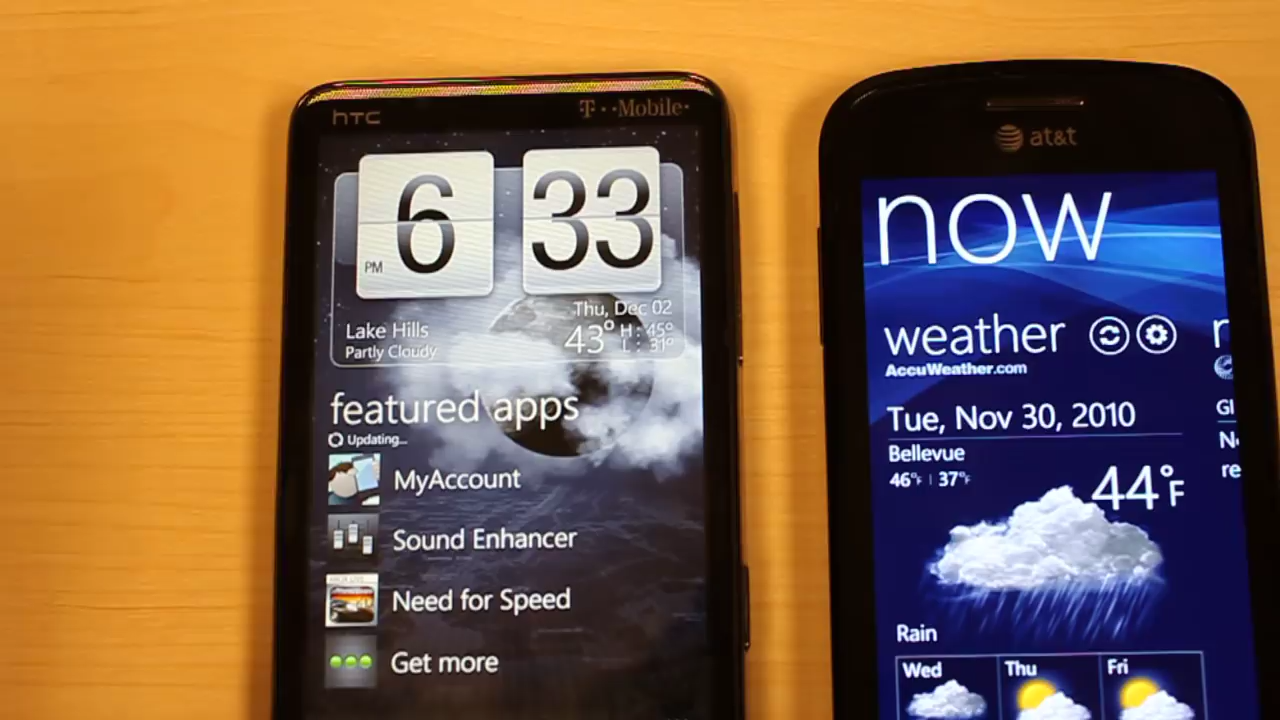 hTC
T··Mobile·
6 33
PM
Thu, Dec 02
Lake Hills
43° H: 45°
Partly Cloudy
L: 31°
featured apps
Updating...
MyAccount
Sound Enhancer
Need for Speed
Get more
at&t
now
weather
AccuWeather.com
Tue, Nov 30, 2010
Bellevue
46°F | 37°F
44°F
Rain
Wed Thu Fri